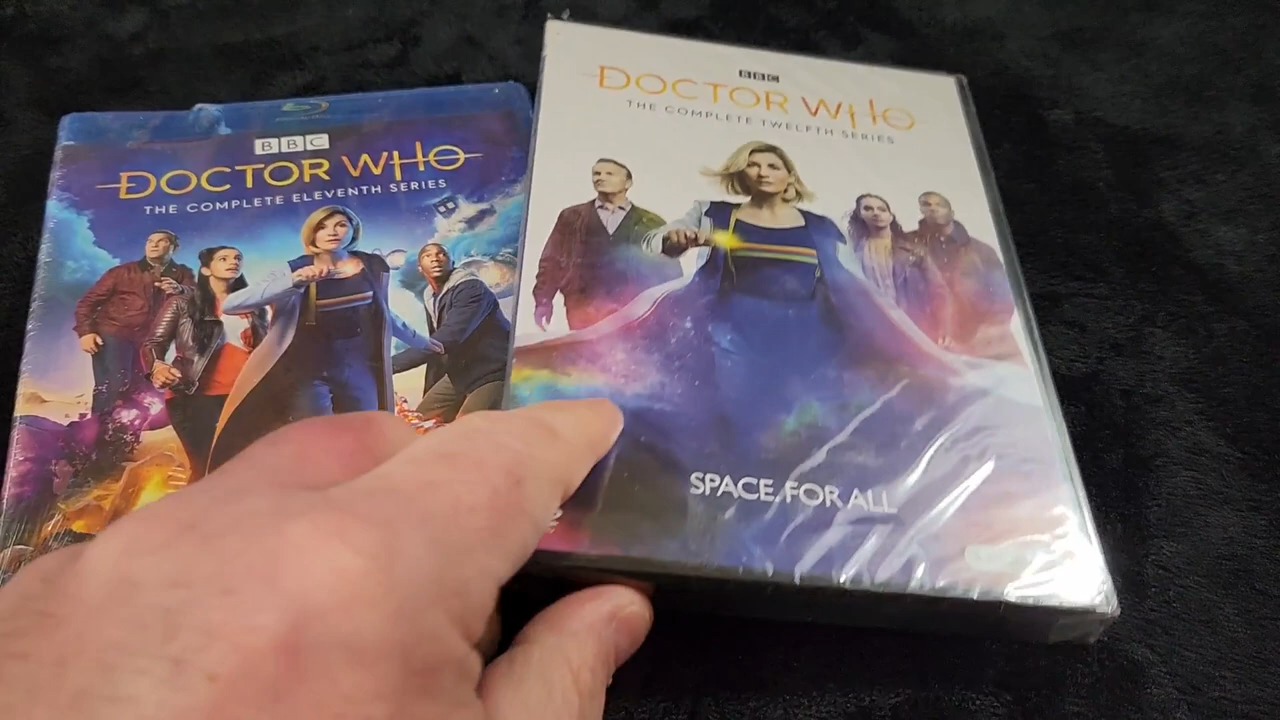 BBC
DOCTOR WHO
THE COMPLETE ELEVENTH SERIES
BBC
DOCTOR WHO
THE COMPLETE TWELFTH SERIES
SPACE. FOR ALL